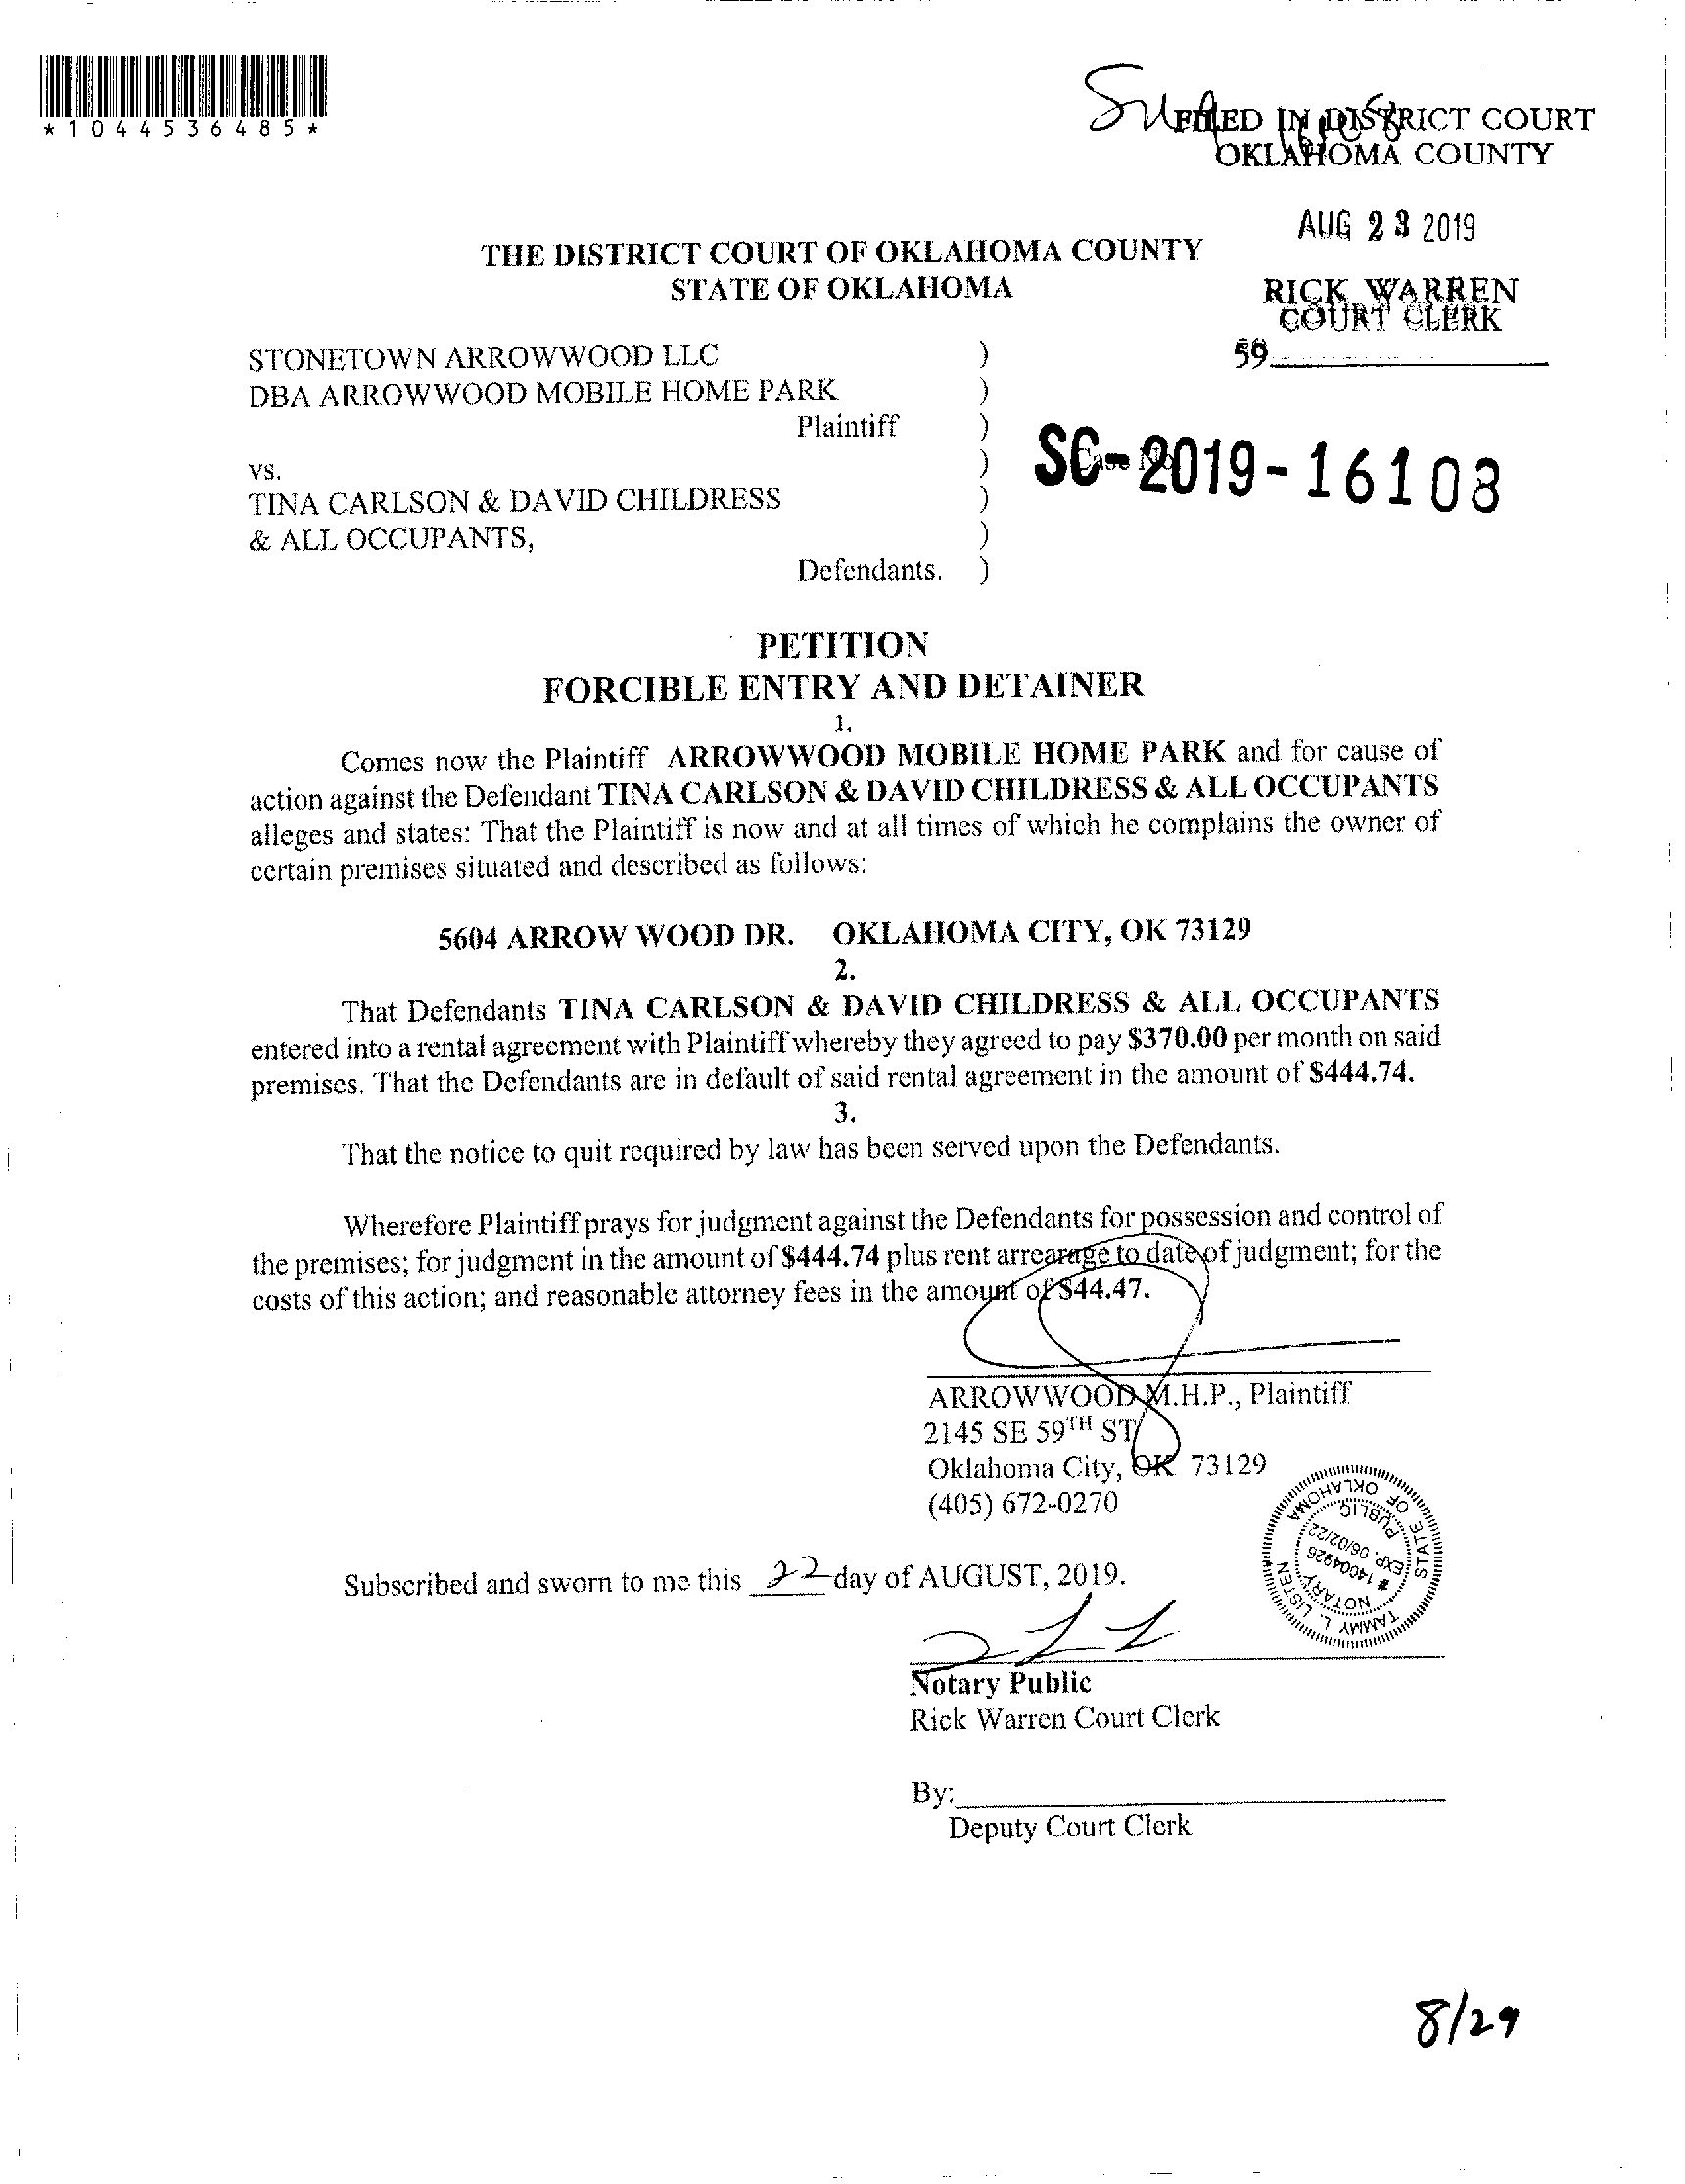 *1044536485*
FILED IN DISTRICT COURT
OKLAHOMA COUNTY
AUG 23 2019
RICK WARREN
COURT CLERK
59
THE DISTRICT COURT OF OKLAHOMA COUNTY
STATE OF OKLAHOMA
STONETOWN ARROWWOOD LLC )
DBA ARROWWOOD MOBILE HOME PARK )
Plaintiff )
)
vs.
SC-2019-16103
Case No.
TINA CARLSON & DAVID CHILDRESS )
& ALL OCCUPANTS, )
Defendants. )
PETITION
FORCIBLE ENTRY AND DETAINER
1.
Comes now the Plaintiff ARROWWOOD MOBILE HOME PARK and for cause of
action against the Defendant TINA CARLSON & DAVID CHILDRESS & ALL OCCUPANTS
alleges and states: That the Plaintiff is now and at all times of which he complains the owner of
certain premises situated and described as follows:
5604 ARROW WOOD DR. OKLAHOMA CITY, OK 73129
2.
That Defendants TINA CARLSON & DAVID CHILDRESS & ALL OCCUPANTS
entered into a rental agreement with Plaintiff whereby they agreed to pay $370.00 per month on said
premises. That the Defendants are in default of said rental agreement in the amount of $444.74.
3.
That the notice to quit required by law has been served upon the Defendants.
Wherefore Plaintiff prays for judgment against the Defendants for possession and control of
the premises; for judgment in the amount of $444.74 plus rent arrearage to date of judgment; for the
costs of this action; and reasonable attorney fees in the amount of $44.47.
ARROWWOOD M.H.P., Plaintiff
2145 SE 59TH ST
Oklahoma City, OK 73129
(405) 672-0270
TAMMY L. LISTEN
NOTARY
# 14004926
EXP. 06/02/22
PUBLIC
STATE OF OKLAHOMA
Subscribed and sworn to me this 22 day of AUGUST, 2019.
Notary Public
Rick Warren Court Clerk
By:
Deputy Court Clerk
8/29